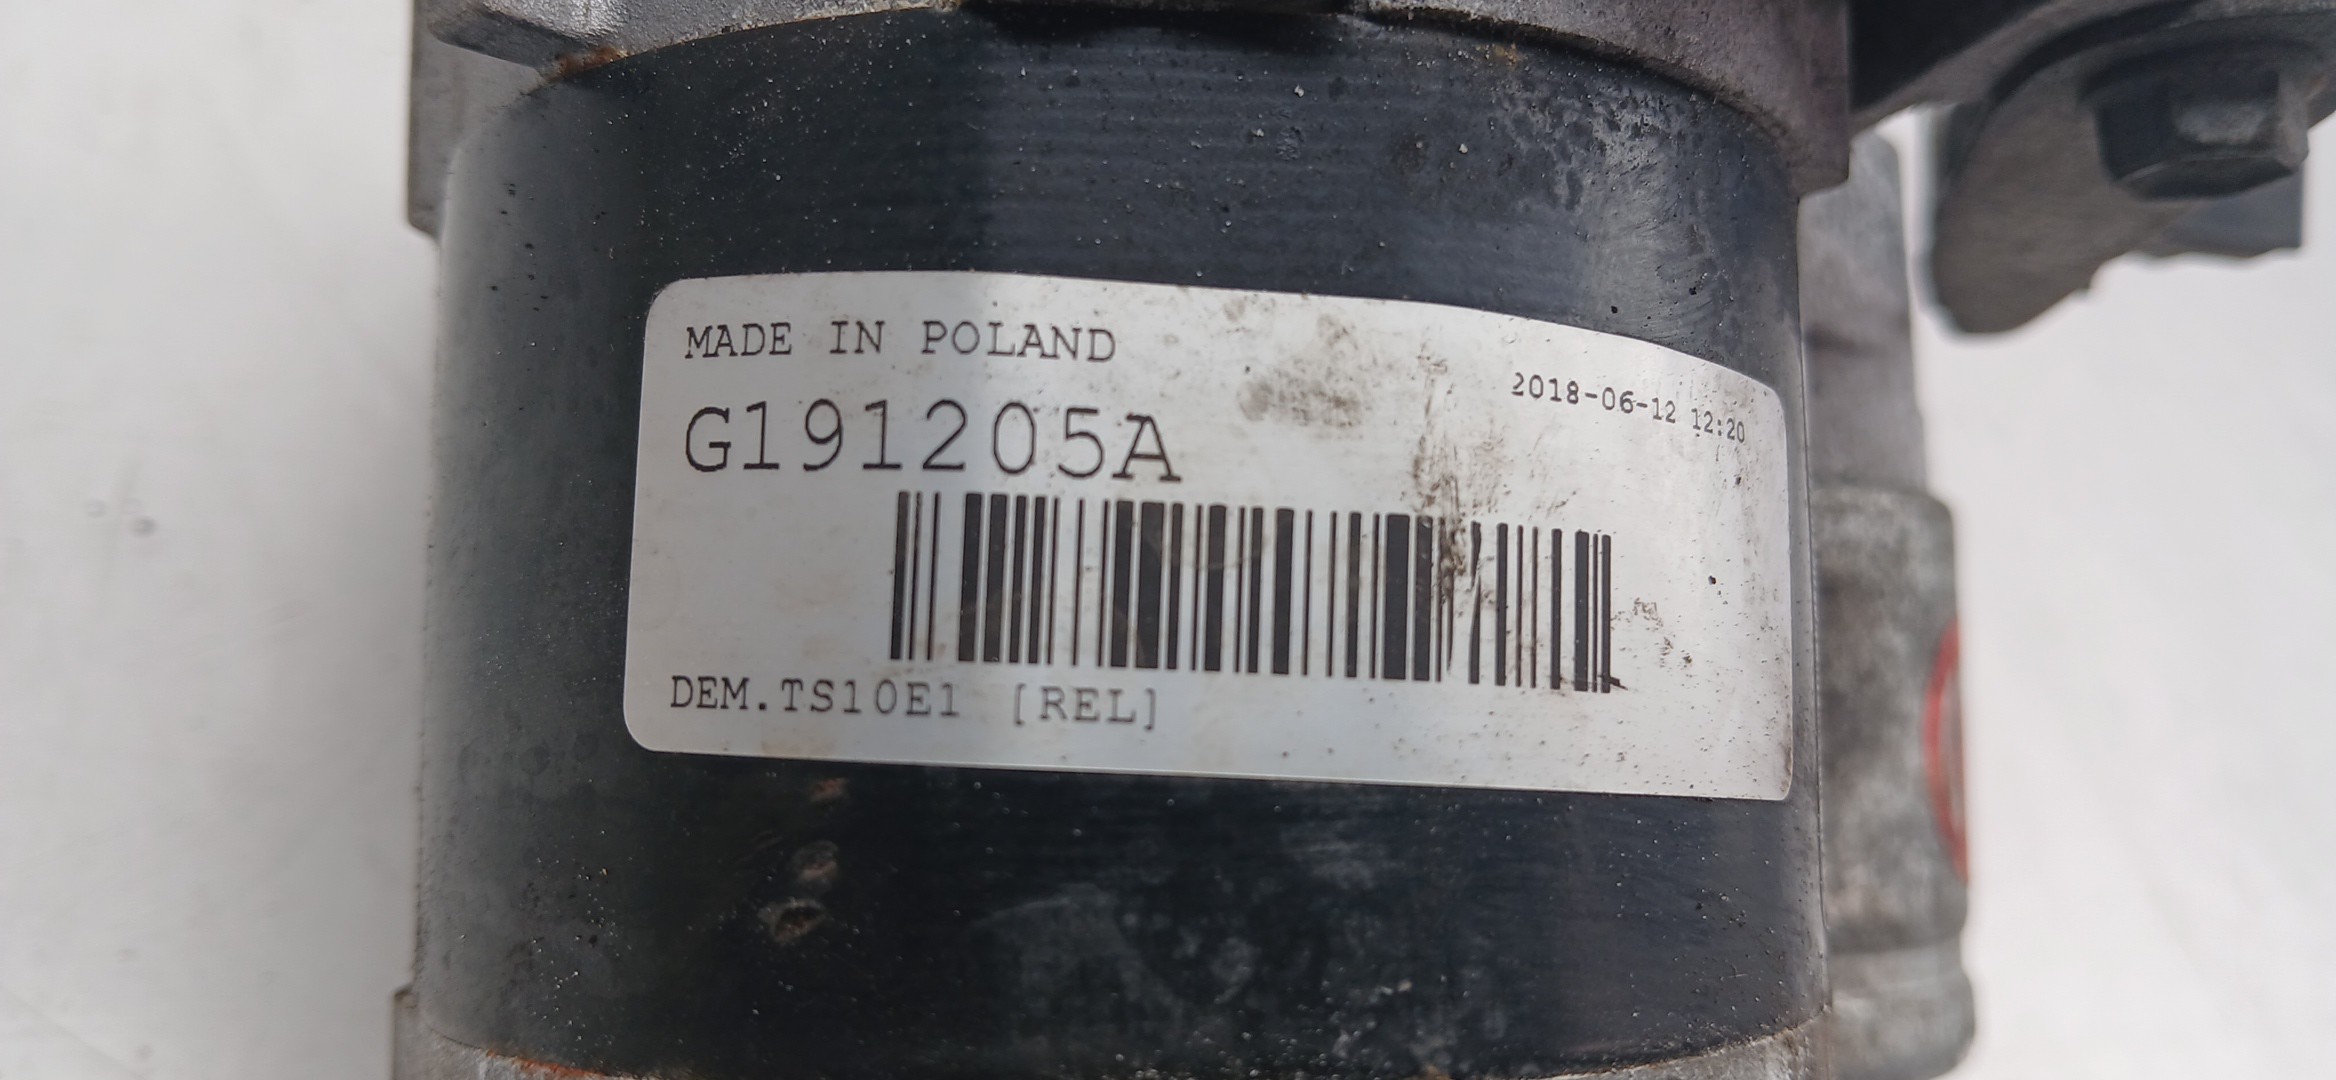 MADE IN POLAND
2018-06-12 12:20
G191205A
DEM.TS10E1 [REL]